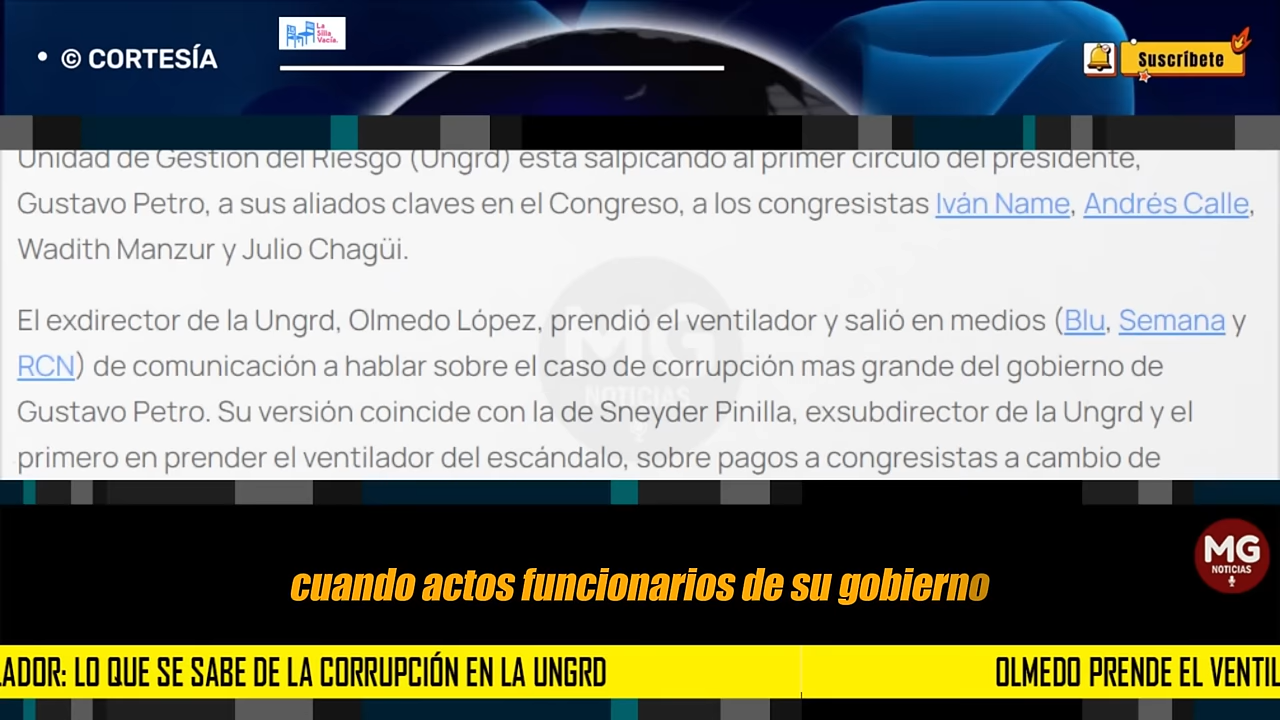 • © CORTESÍA
La Silla Vacía.
Suscríbete
Unidad de Gestión del Riesgo (Ungrd) está salpicando al primer círculo del presidente,
Gustavo Petro, a sus aliados claves en el Congreso, a los congresistas Iván Name, Andrés Calle,
Wadith Manzur y Julio Chagüi.
El exdirector de la Ungrd, Olmedo López, prendió el ventilador y salió en medios (Blu, Semana y
RCN) de comunicación a hablar sobre el caso de corrupción mas grande del gobierno de
Gustavo Petro. Su versión coincide con la de Sneyder Pinilla, exsubdirector de la Ungrd y el
primero en prender el ventilador del escándalo, sobre pagos a congresistas a cambio de
MG
NOTICIAS
cuando actos funcionarios de su gobierno
MG
NOTICIAS
LADOR: LO QUE SE SABE DE LA CORRUPCIÓN EN LA UNGRD
OLMEDO PRENDE EL VENTIL